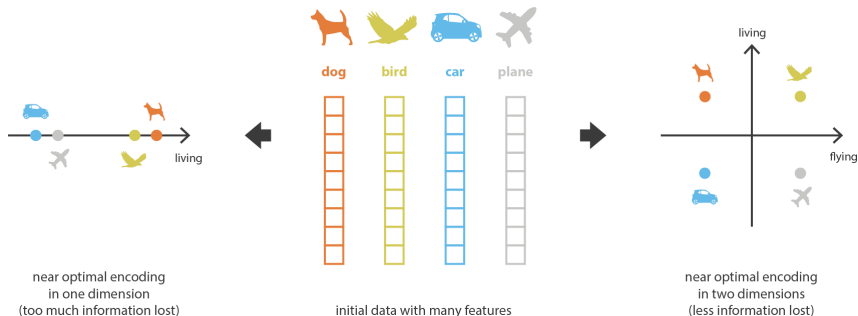 living
dog
bird
car
plane
living
flying
near optimal encoding
in one dimension
(too much information lost)
initial data with many features
near optimal encoding
in two dimensions
(less information lost)